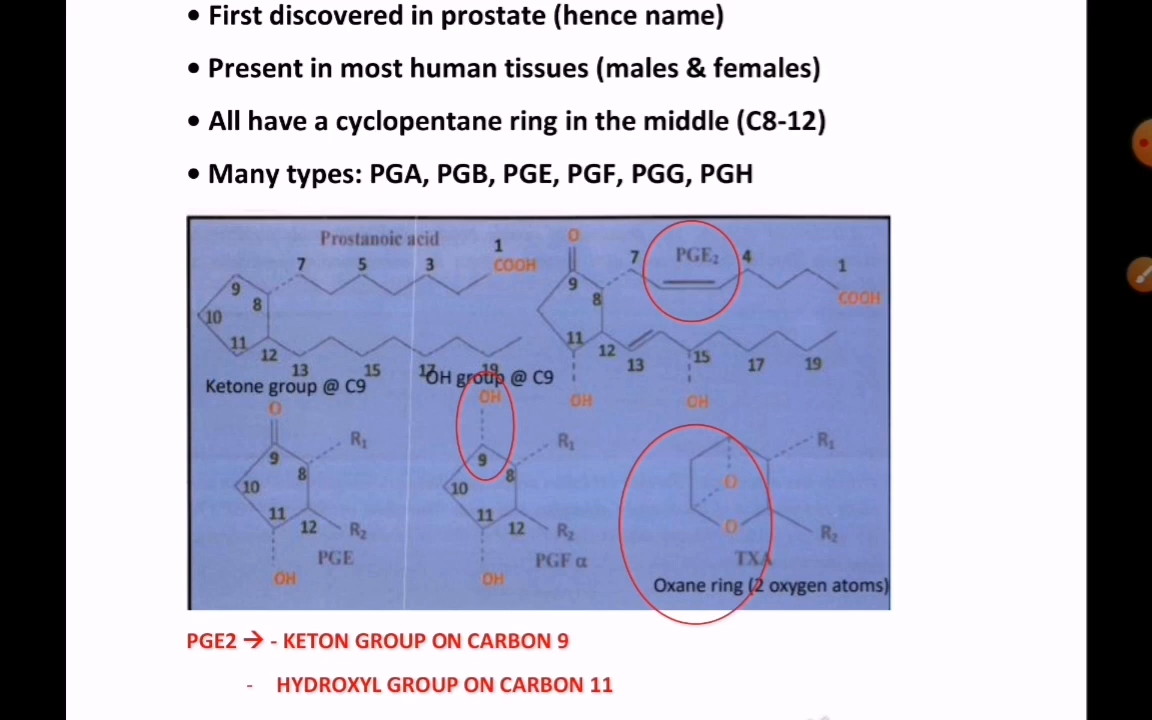 • First discovered in prostate (hence name)
• Present in most human tissues (males & females)
• All have a cyclopentane ring in the middle (C8-12)
• Many types: PGA, PGB, PGE, PGF, PGG, PGH
Prostanoic acid
7 5 3 1
COOH
9 8 10 11 12 13 15 17 19
O
PGE₂
7 4 1
COOH
9 8 11 12 13 15 17 19
OH OH
Ketone group @ C9
O
R₁
9 8 10 11 12
R₂
PGE
OH
OH group @ C9
OH
R₁
9 8 10 11 12
R₂
PGF α
OH
R₁
O
O
R₂
TXA
Oxane ring (2 oxygen atoms)
PGE2 → - KETON GROUP ON CARBON 9
- HYDROXYL GROUP ON CARBON 11